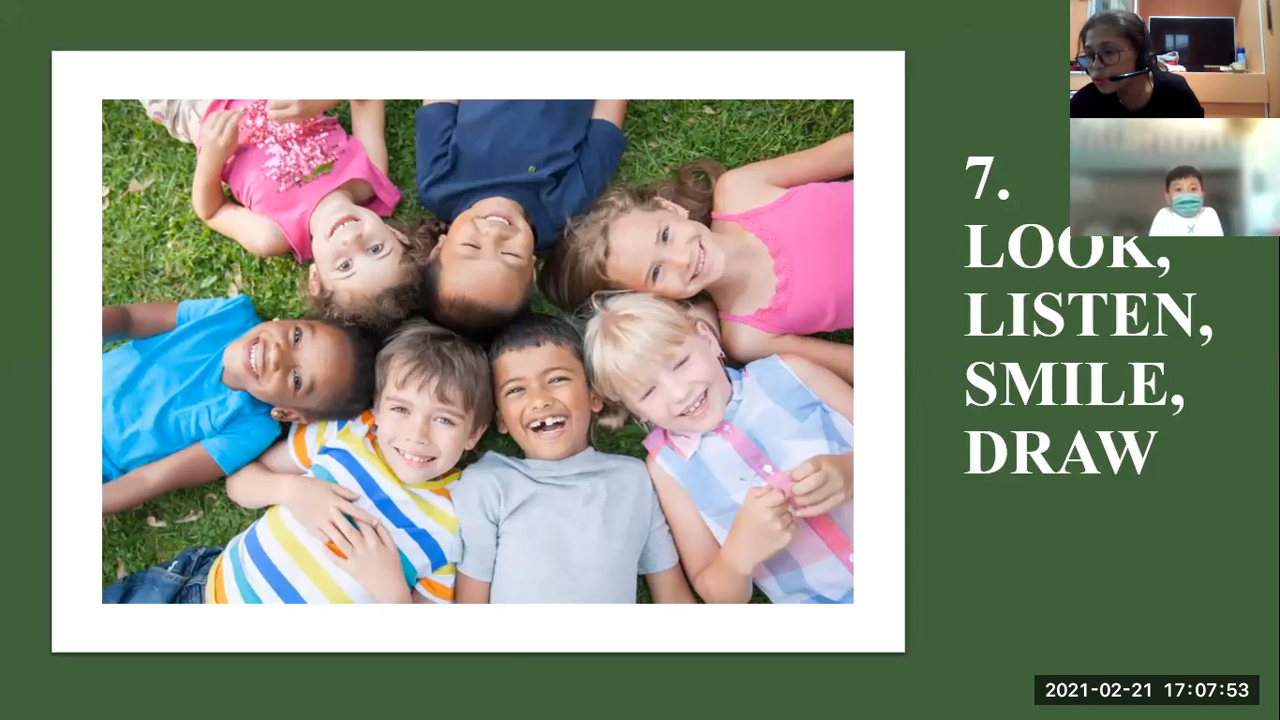 7.
LOOK,
LISTEN,
SMILE,
DRAW
2021-02-21 17:07:53